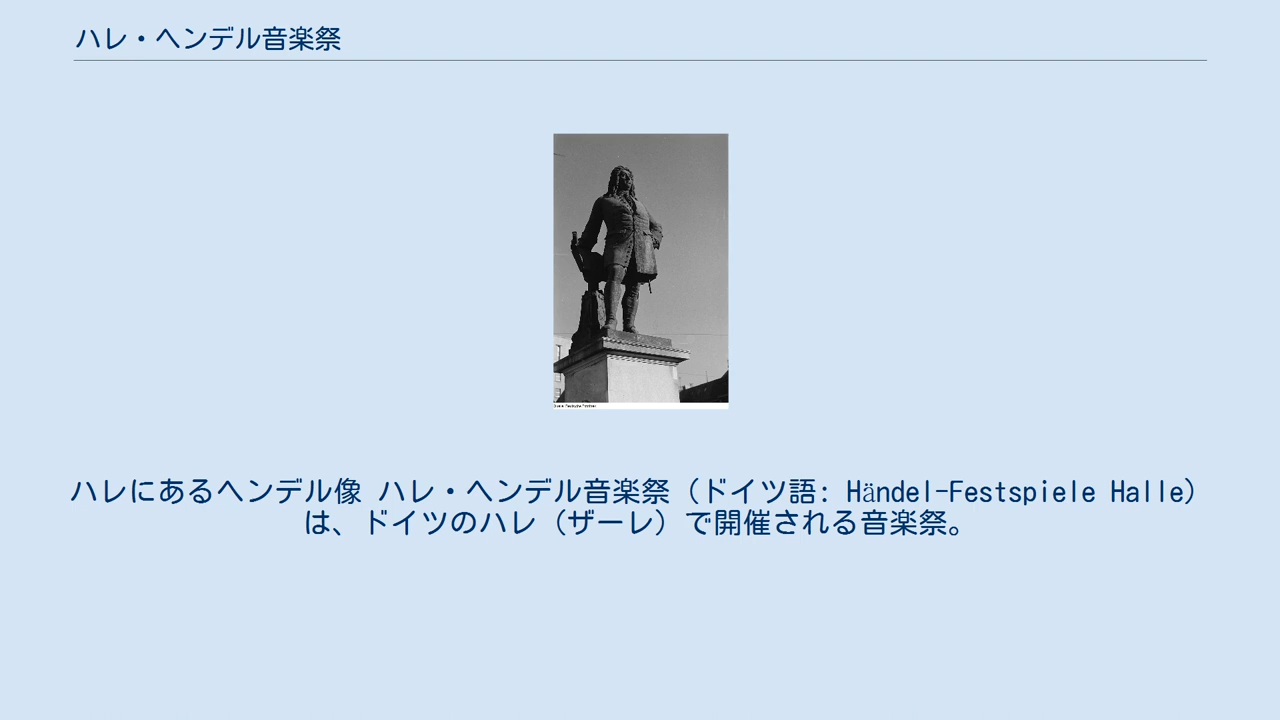 ハレ・ヘンデル音楽祭
ハレにあるヘンデル像 ハレ・ヘンデル音楽祭（ドイツ語: Händel-Festspiele Halle）
は、ドイツのハレ（ザーレ）で開催される音楽祭。